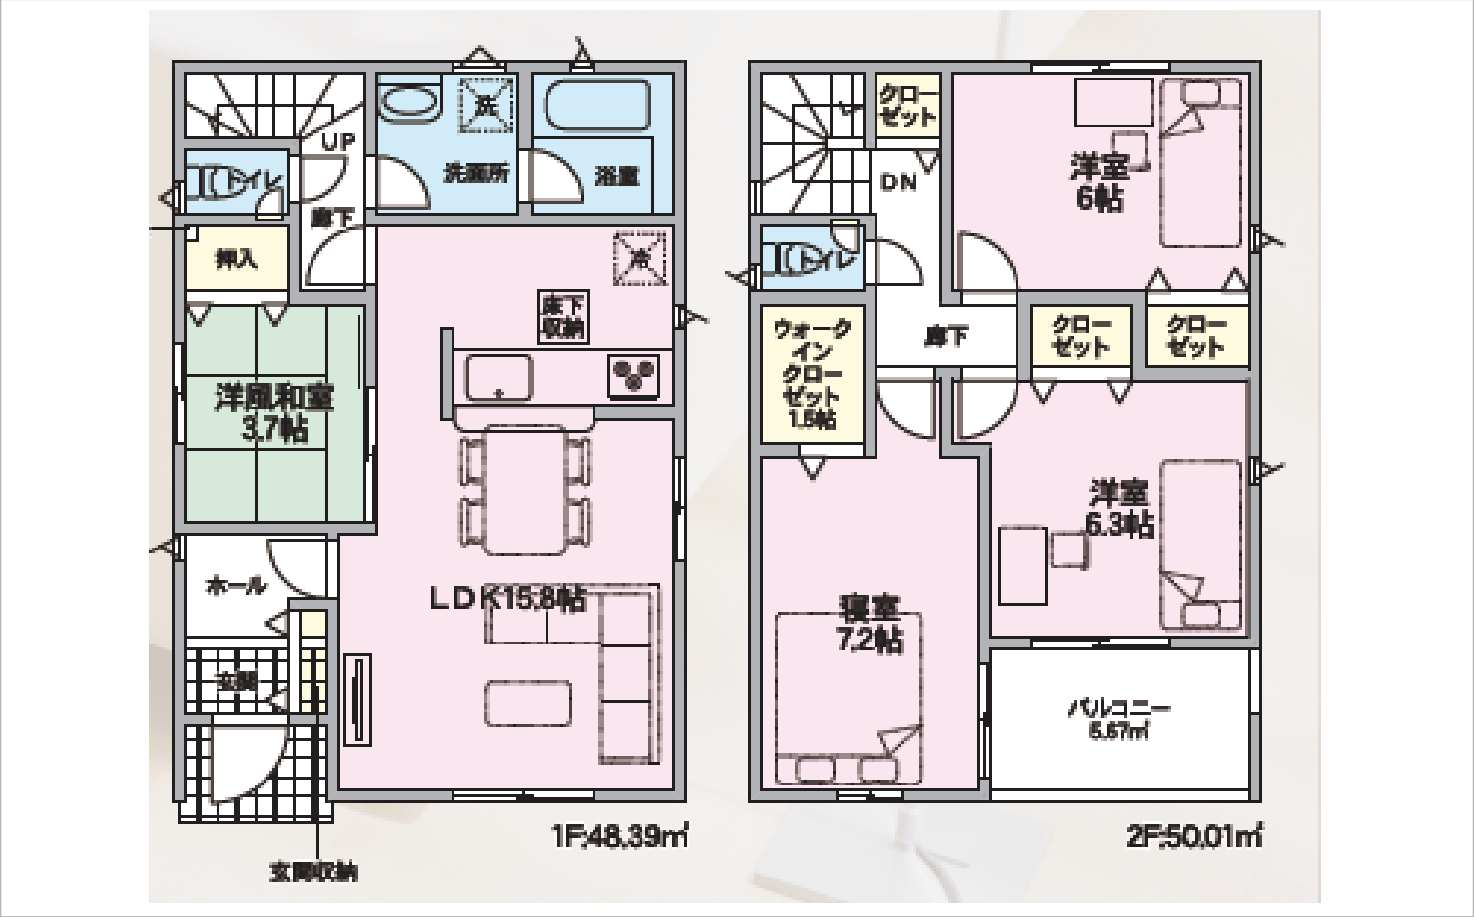 UP
洗
洗面所
浴室
トイレ
廊下
押入
冷
床下
収納
洋風和室
3.7帖
ホール
LDK15.8帖
玄関
玄関収納
1F:48.39㎡
クロー
ゼット
DN
洋室
6帖
トイレ
ウォーク
イン
クロー
ゼット
1.5帖
廊下
クロー
ゼット
クロー
ゼット
洋室
6.3帖
寝室
7.2帖
バルコニー
5.67㎡
2F:50.01㎡